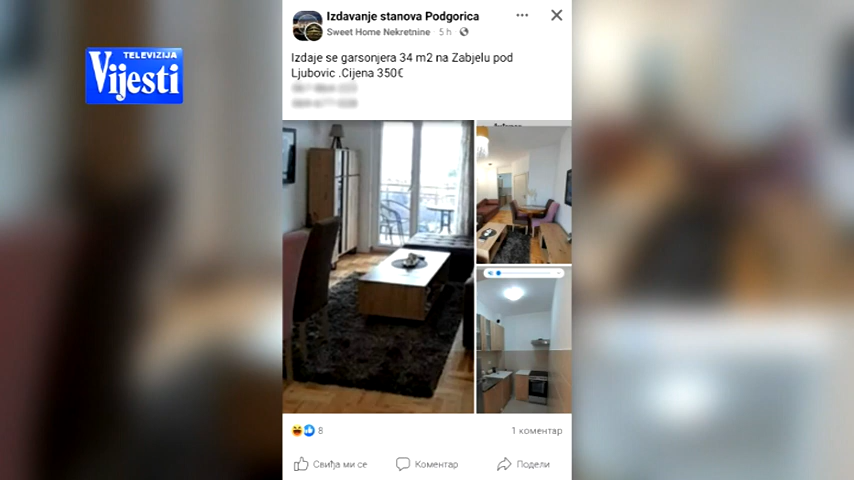 TELEVIZIJA
Vijesti
Izdavanje stanova Podgorica
Sweet Home Nekretnine · 5 h ·
Izdaje se garsonjera 34 m2 na Zabjelu pod
Ljubovic .Cijena 350€
8
1 коментар
Свиђа ми се
Коментар
Подели